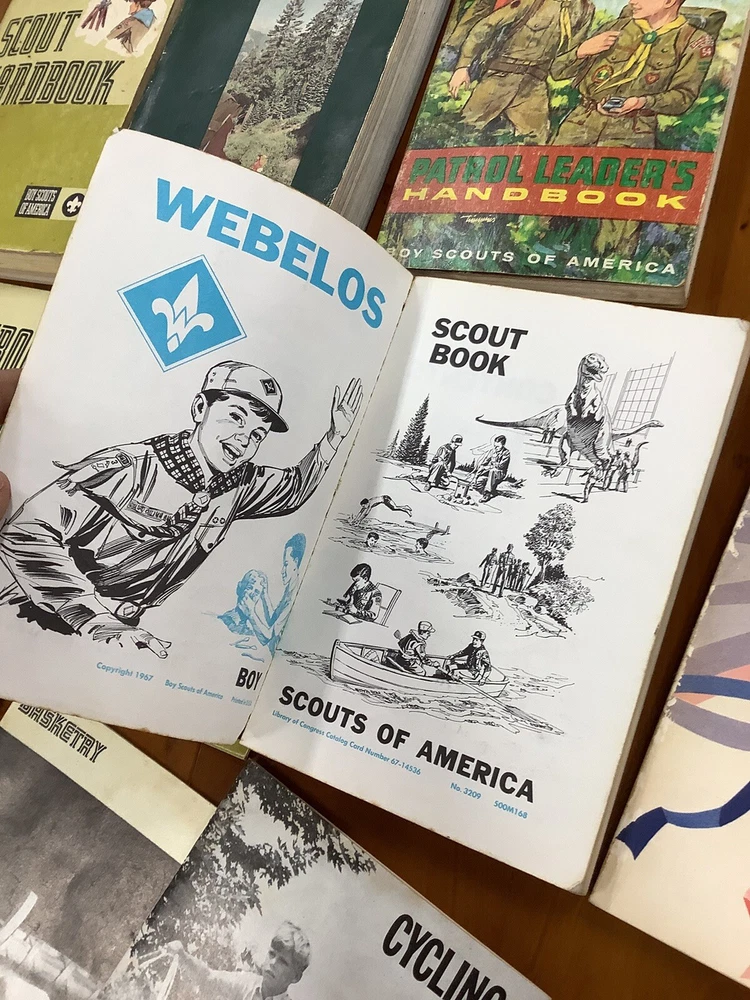 SCOUT
HANDBOOK
BOY SCOUTS
OF AMERICA
PATROL LEADER'S
HANDBOOK
BOY SCOUTS OF AMERICA
WEBELOS
SCOUT
BOOK
Copyright 1967 Boy Scouts of America
BOY
SCOUTS OF AMERICA
Library of Congress Catalog Card Number 67-14536
No. 3209 500M168
BASKETRY
CYCLING